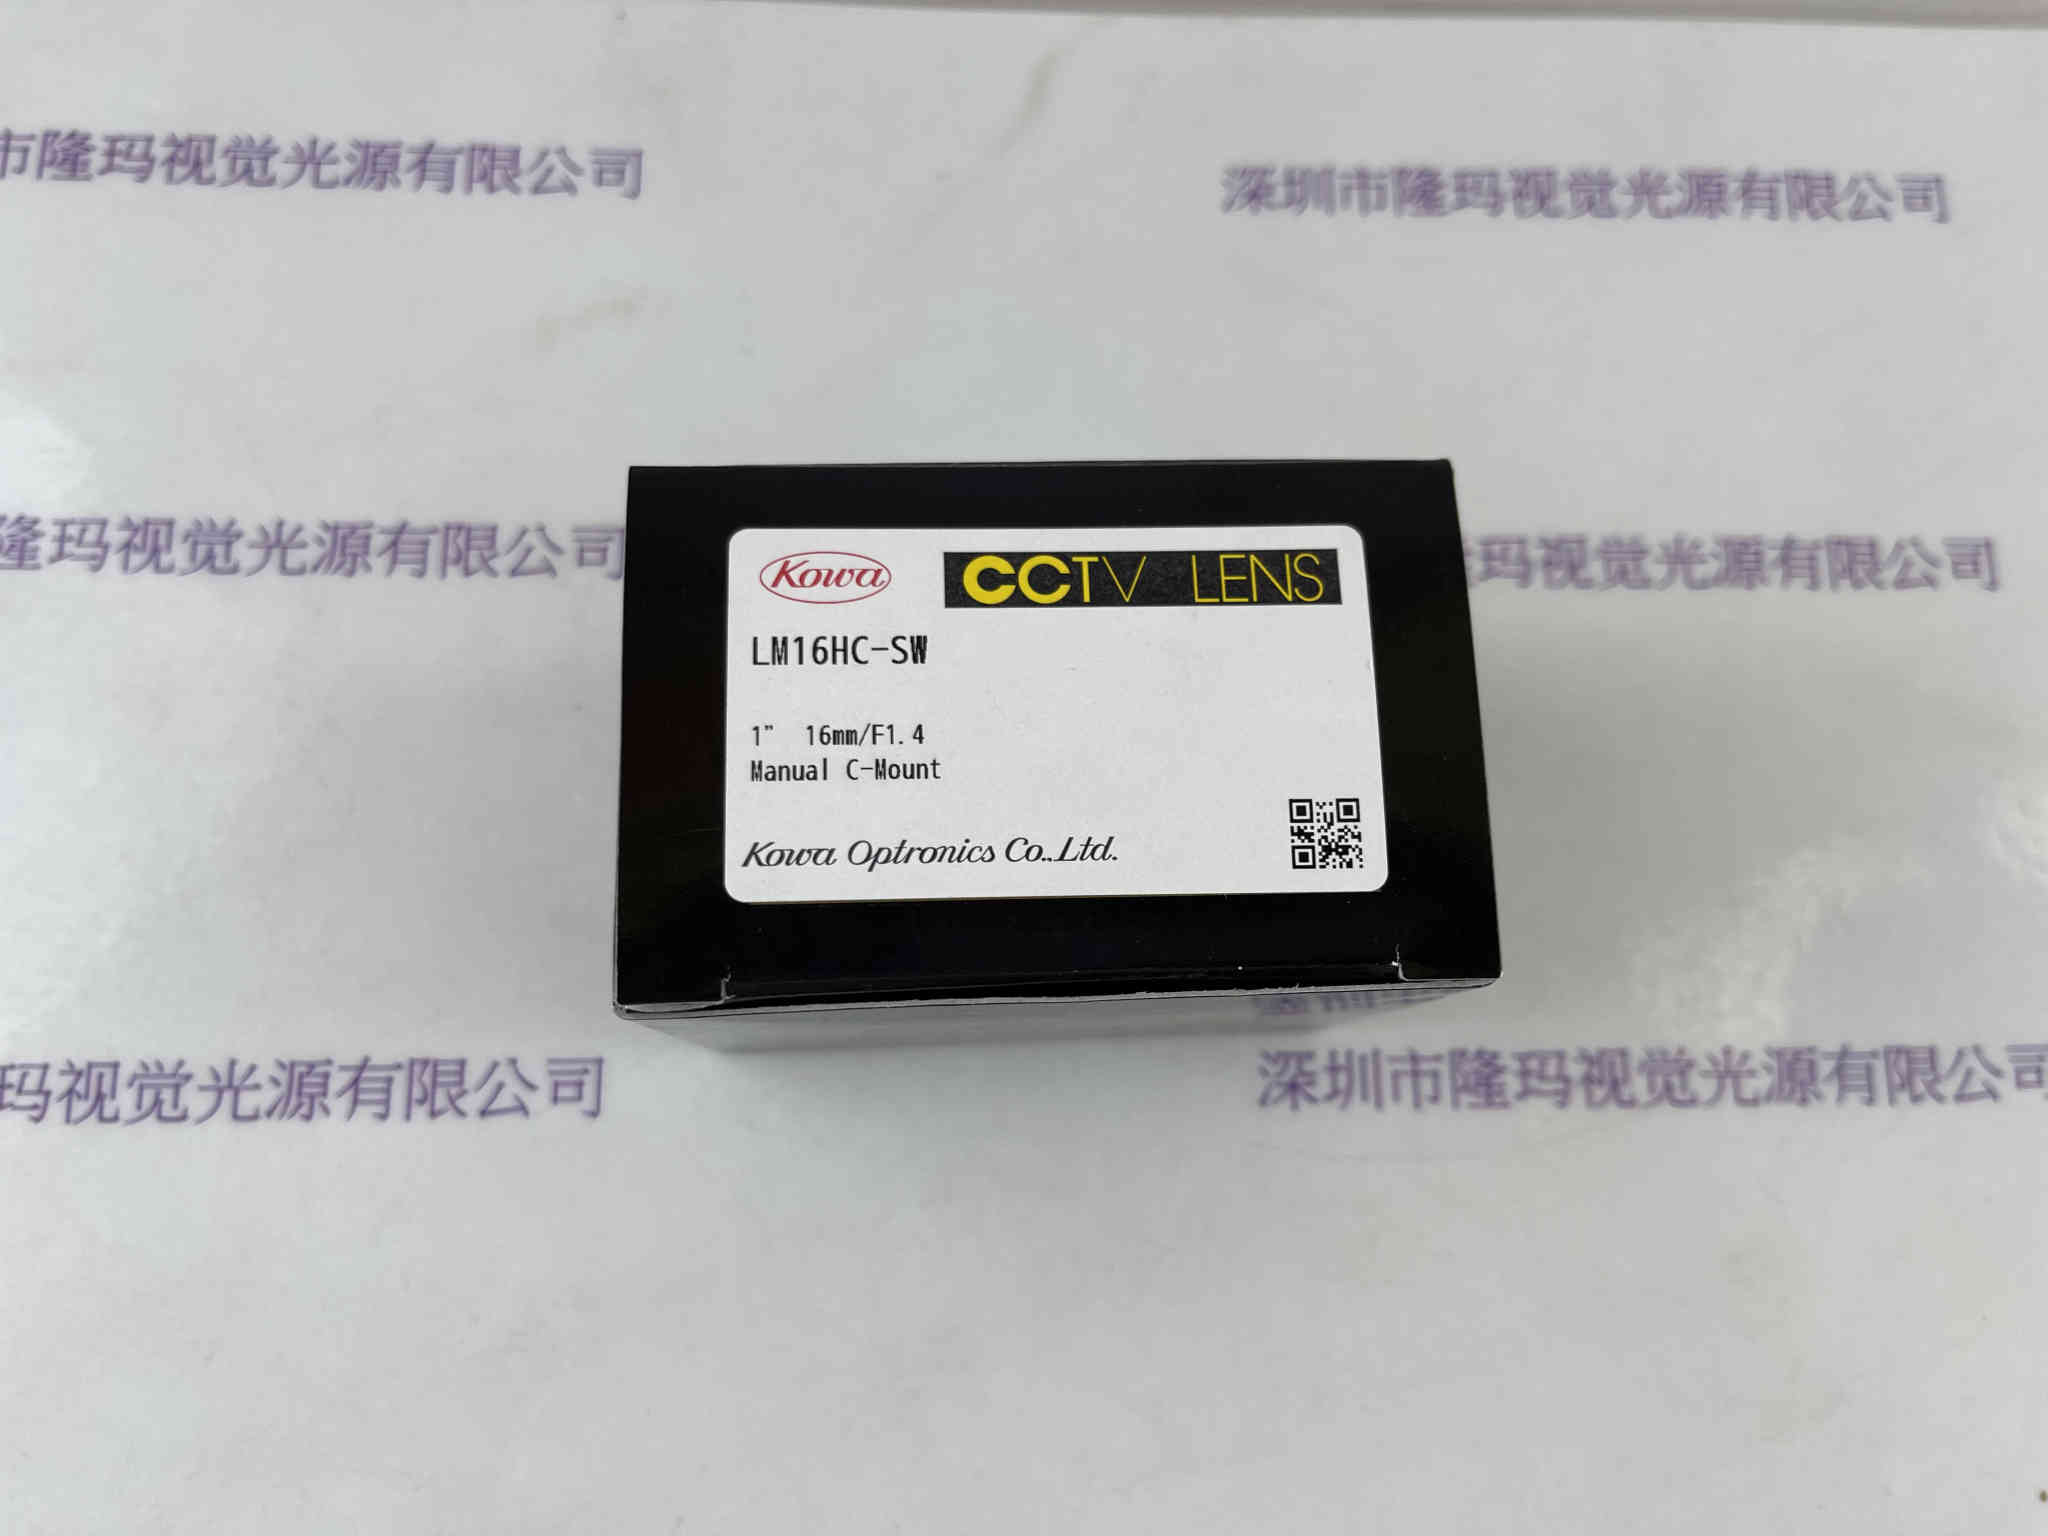 市隆玛视觉光源有限公司
深圳市隆玛视觉光源有限公司
隆玛视觉光源有限公司
玛视觉光源有限公司
Kowa
CCTV LENS
LM16HC-SW
1" 16mm/F1.4
Manual C-Mount
Kowa Optronics Co.,Ltd.
玛视觉光源有限公司
深圳市隆玛视觉光源有限公司